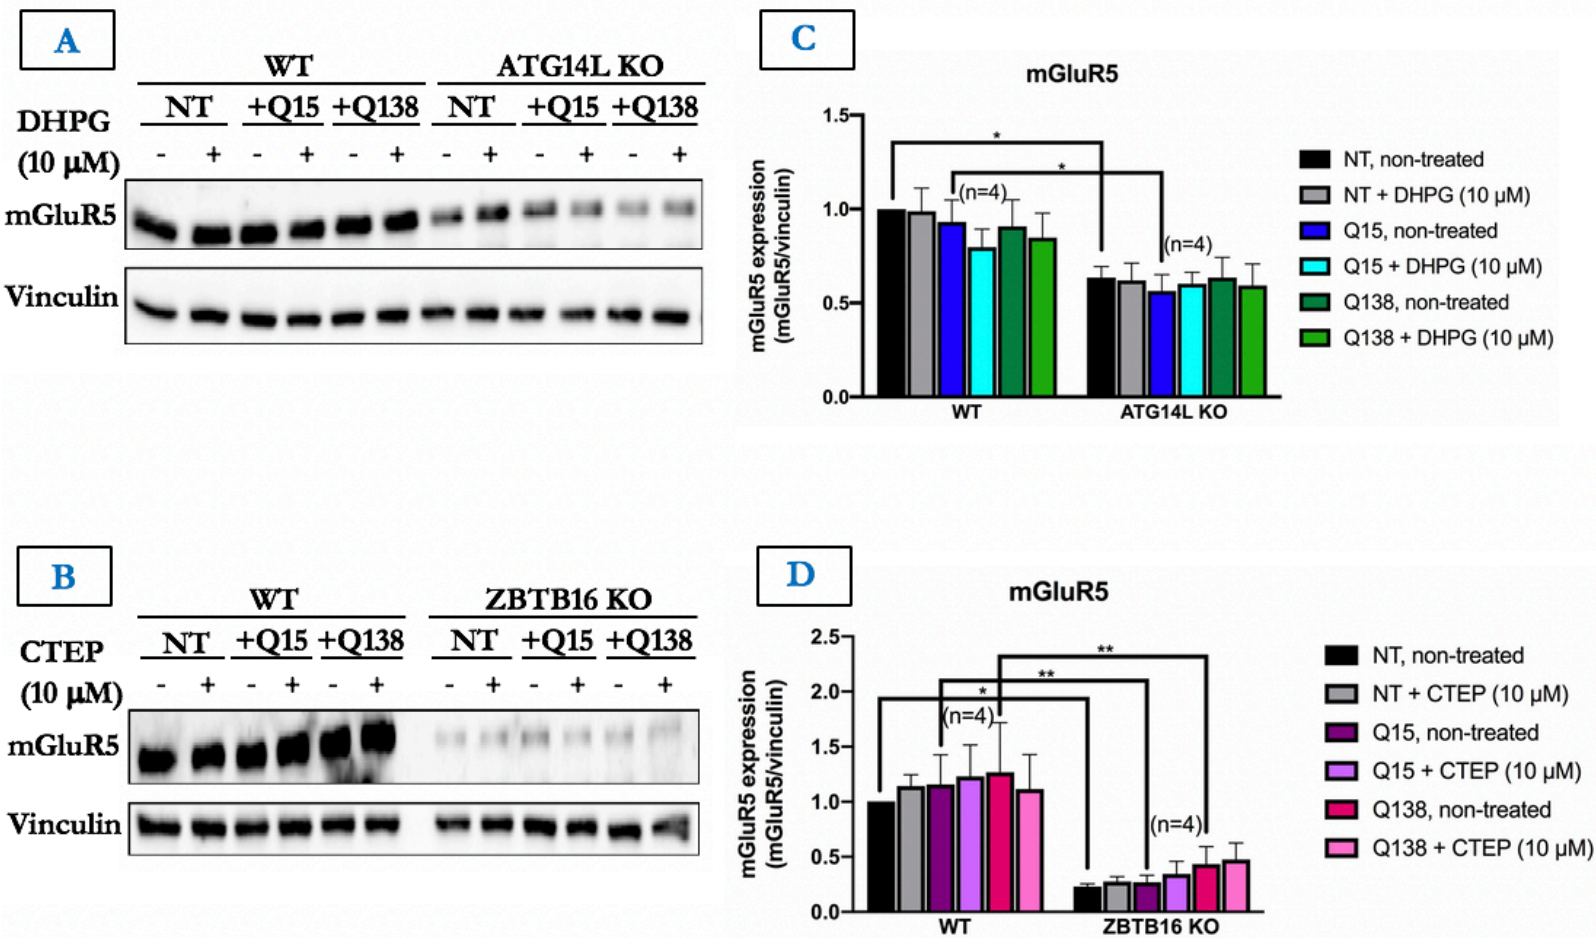 A
WT ATG14L KO
NT +Q15 +Q138 NT +Q15 +Q138
DHPG
(10 µM) - + - + - + - + - + - +
mGluR5
Vinculin
C
mGluR5
mGluR5 expression
(mGluR5/vinculin)
1.5
1.0
0.5
0.0
*
*
(n=4)
(n=4)
WT ATG14L KO
NT, non-treated
NT + DHPG (10 µM)
Q15, non-treated
Q15 + DHPG (10 µM)
Q138, non-treated
Q138 + DHPG (10 µM)
B
WT ZBTB16 KO
NT +Q15 +Q138 NT +Q15 +Q138
CTEP
(10 µM) - + - + - + - + - + - +
mGluR5
Vinculin
D
mGluR5
mGluR5 expression
(mGluR5/vinculin)
2.5
2.0
1.5
1.0
0.5
0.0
**
**
*
(n=4)
(n=4)
WT ZBTB16 KO
NT, non-treated
NT + CTEP (10 µM)
Q15, non-treated
Q15 + CTEP (10 µM)
Q138, non-treated
Q138 + CTEP (10 µM)